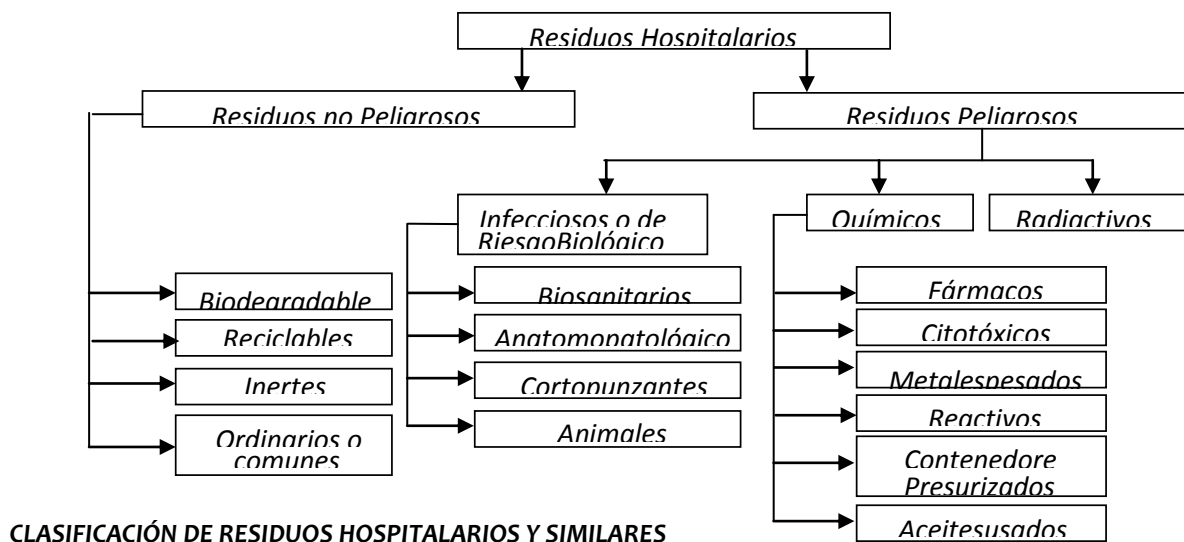 Residuos Hospitalarios
Residuos no Peligrosos
Residuos Peligrosos
Infecciosos o de
RiesgoBiológico
Químicos
Radiactivos
Biodegradable
Reciclables
Inertes
Ordinarios o
comunes
Biosanitarios
Anatomopatológico
Cortopunzantes
Animales
Fármacos
Citotóxicos
Metalespesados
Reactivos
Contenedore
Presurizados
Aceitesusados
CLASIFICACIÓN DE RESIDUOS HOSPITALARIOS Y SIMILARES